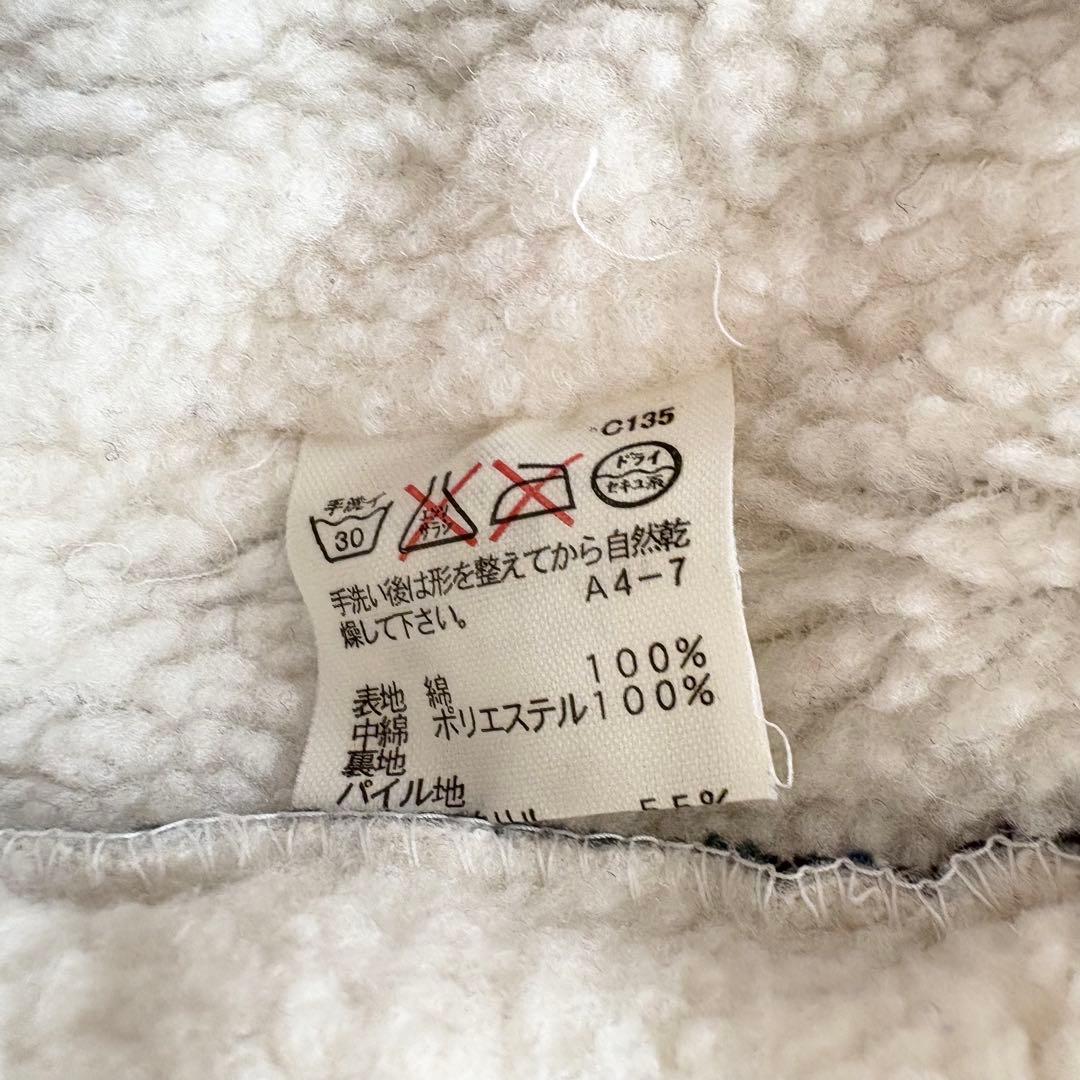 C135
手洗イ
30
エンソ
サラシ
ドライ
セキユ系
手洗い後は形を整えてから自然乾
燥して下さい。
A4-7
表地 綿 100%
中綿 ポリエステル100%
裏地
パイル地
55%